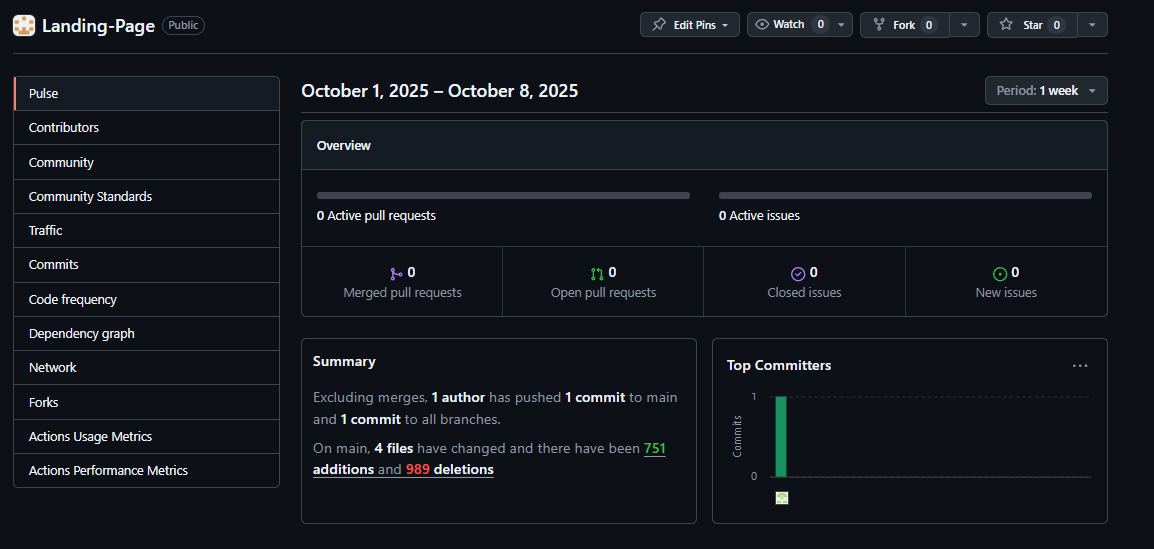 Landing-Page Public
Edit Pins
Watch 0
Fork 0
Star 0
Pulse
Contributors
Community
Community Standards
Traffic
Commits
Code frequency
Dependency graph
Network
Forks
Actions Usage Metrics
Actions Performance Metrics
October 1, 2025 – October 8, 2025
Period: 1 week
Overview
0 Active pull requests
0 Active issues
0
Merged pull requests
0
Open pull requests
0
Closed issues
0
New issues
Summary
Excluding merges, 1 author has pushed 1 commit to main
and 1 commit to all branches.
On main, 4 files have changed and there have been 751
additions and 989 deletions
Top Committers
1
Commits
0